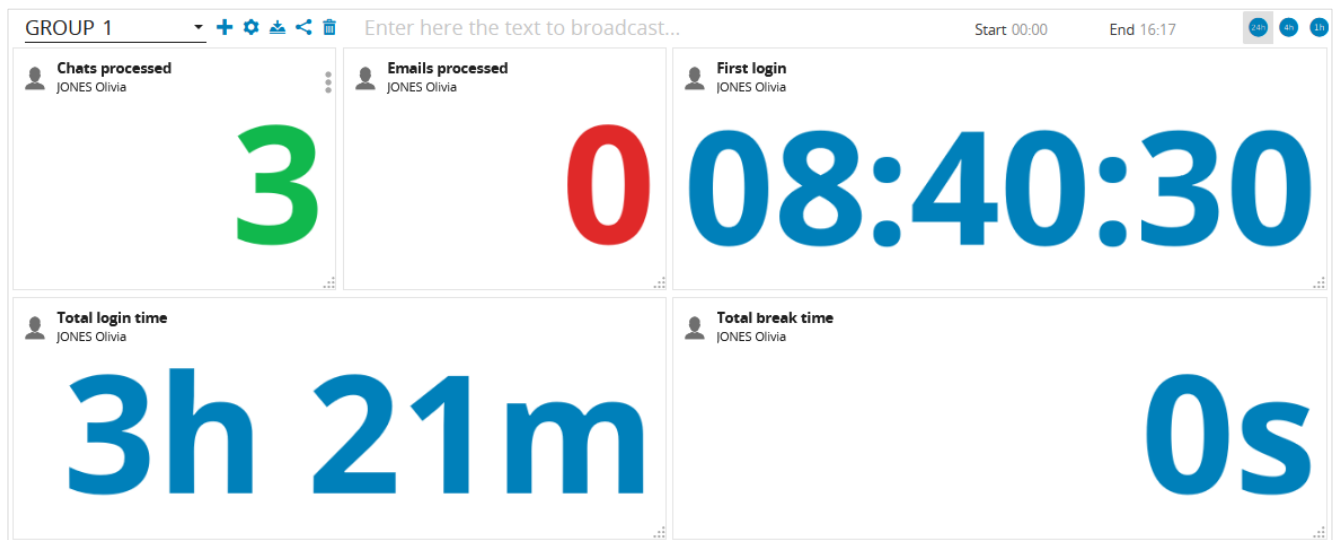 GROUP 1 Enter here the text to broadcast... Start 00:00 End 16:17 24h 4h 1h
Chats processed
JONES Olivia
3
Emails processed
JONES Olivia
0
First login
JONES Olivia
08:40:30
Total login time
JONES Olivia
3h 21m
Total break time
JONES Olivia
0s